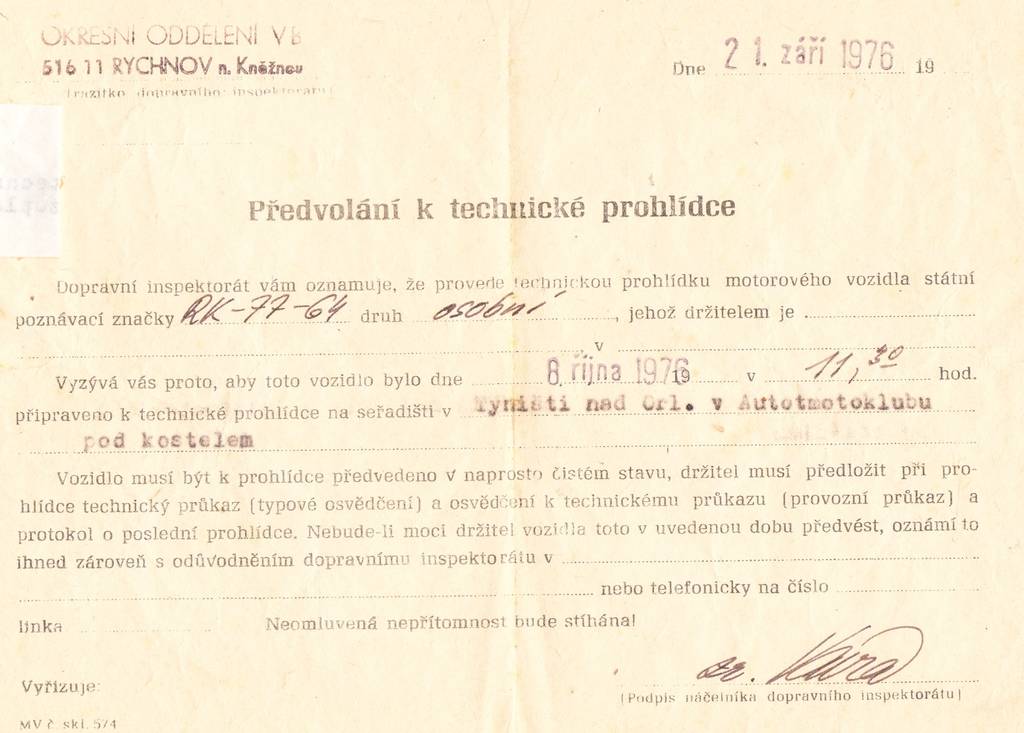 OKRESNÍ ODDĚLENÍ VB
516 11 RYCHNOV n. Kněžnou
(razítko dopravního inspektorátu)
Dne 21. září 1976 19
Předvolání k technické prohlídce
Dopravní inspektorát vám oznamuje, že provede technickou prohlídku motorového vozidla státní
poznávací značky RK-77-64 druh osobní, jehož držitelem je
v
Vyzývá vás proto, aby toto vozidlo bylo dne 8. října 1976 19 v 11,30 hod.
připraveno k technické prohlídce na seřadišti v Týništi nad Orl. v Autotmotoklubu
pod kostelem
Vozidlo musí být k prohlídce předvedeno v naprosto čistém stavu, držitel musí předložit při pro-
hlídce technický průkaz (typové osvědčení) a osvědčení k technickému průkazu (provozní průkaz) a
protokol o poslední prohlídce. Nebude-li moci držitel vozidla toto v uvedenou dobu předvést, oznámí to
ihned zároveň s odůvodněním dopravnímu inspektorátu v
nebo telefonicky na číslo
linka Neomluvená nepřítomnost bude stíhána!
Vyřizuje:
(Podpis náčelníka dopravního inspektorátu)
MV č. skl. 574